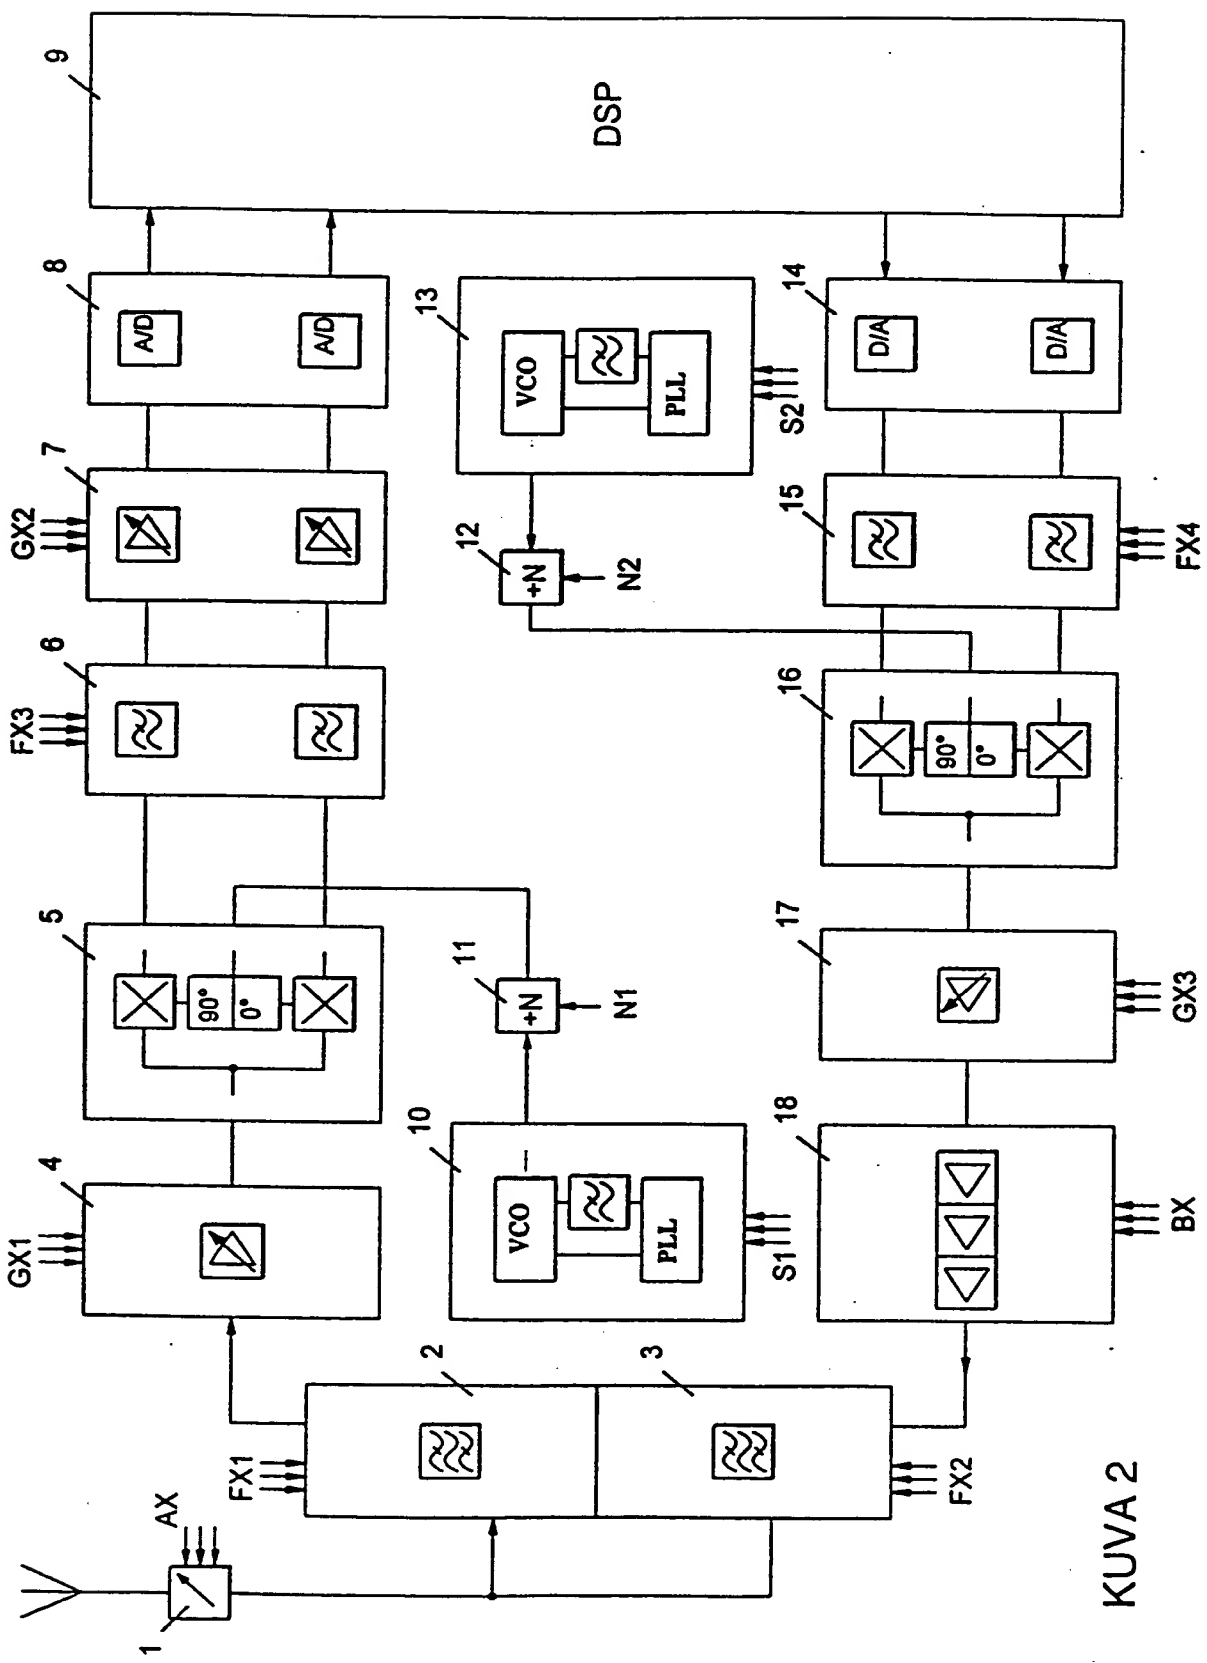 1
AX
FX1
2
3
FX2
GX1
4
5
90°
0°
FX3
6
GX2
7
8
A/D
A/D
9
DSP
10
VCO
PLL
S1
11
+N
N1
12
+N
N2
13
VCO
PLL
S2
14
D/A
D/A
15
FX4
16
90°
0°
17
GX3
18
BX
KUVA 2